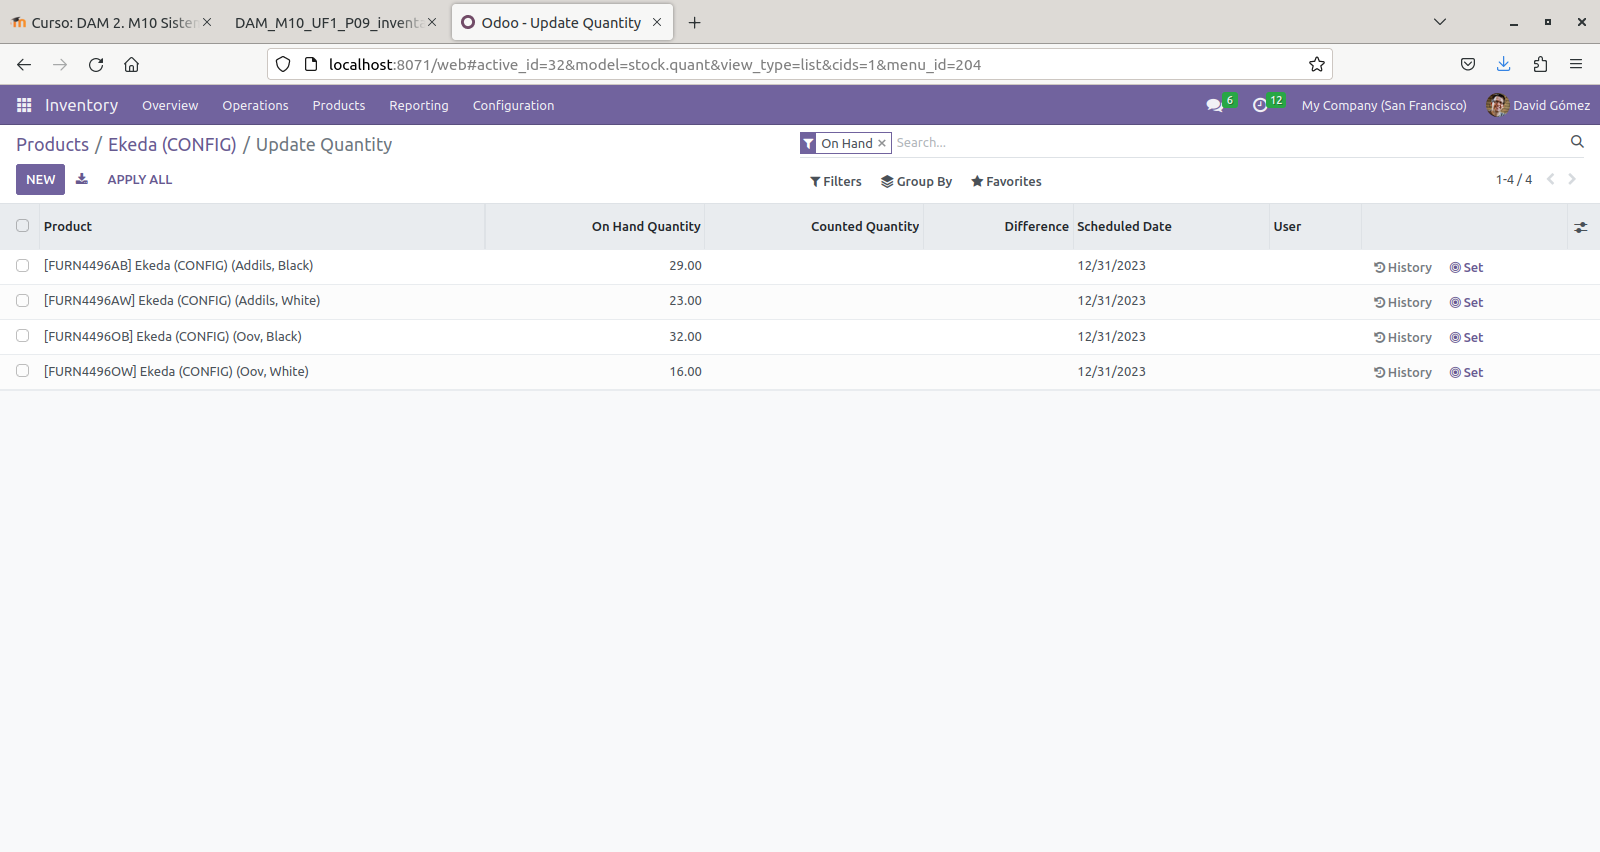 Curso: DAM 2. M10 Sister
DAM_M10_UF1_P09_inventa
Odoo - Update Quantity
localhost:8071/web#active_id=32&model=stock.quant&view_type=list&cids=1&menu_id=204
Inventory Overview Operations Products Reporting Configuration 6 12 My Company (San Francisco) David Gómez
Products / Ekeda (CONFIG) / Update Quantity
On Hand Search...
NEW APPLY ALL Filters Group By Favorites 1-4 / 4
Product On Hand Quantity Counted Quantity Difference Scheduled Date User
[FURN4496AB] Ekeda (CONFIG) (Addils, Black) 29.00 12/31/2023 History Set
[FURN4496AW] Ekeda (CONFIG) (Addils, White) 23.00 12/31/2023 History Set
[FURN4496OB] Ekeda (CONFIG) (Oov, Black) 32.00 12/31/2023 History Set
[FURN4496OW] Ekeda (CONFIG) (Oov, White) 16.00 12/31/2023 History Set